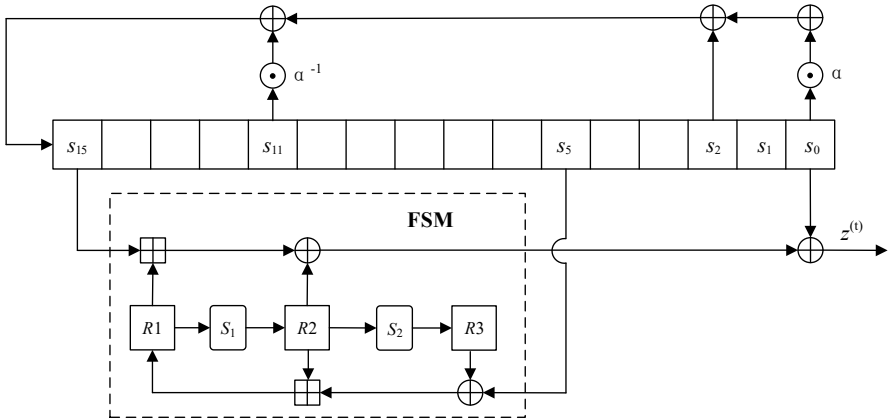 α⁻¹
α
s₁₅
s₁₁
s₅
s₂
s₁
s₀
FSM
z⁽ᵗ⁾
R1
S₁
R2
S₂
R3